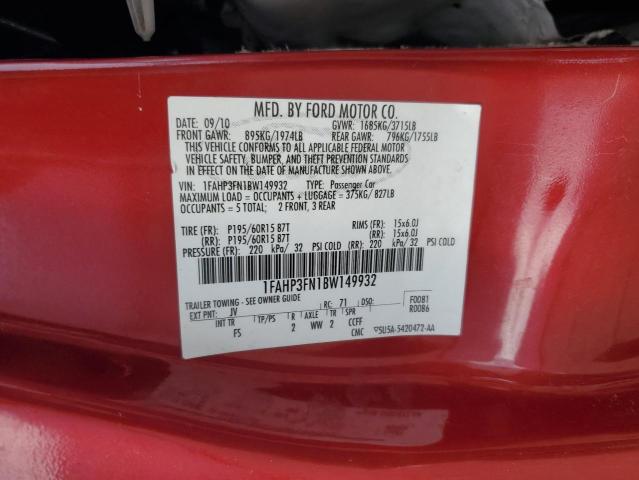 MFD. BY FORD MOTOR CO.
DATE: 09/10 GVWR: 1685KG/3715LB
FRONT GAWR: 895KG/1974LB REAR GAWR: 796KG/1755LB
THIS VEHICLE CONFORMS TO ALL APPLICABLE FEDERAL MOTOR
VEHICLE SAFETY, BUMPER, AND THEFT PREVENTION STANDARDS
IN EFFECT ON THE DATE OF MANUFACTURE SHOWN ABOVE.
VIN: 1FAHP3FN1BW149932 TYPE: Passenger Car
MAXIMUM LOAD = OCCUPANTS + LUGGAGE = 375KG/827LB
OCCUPANTS = 5 TOTAL; 2 FRONT, 3 REAR
TIRE (FR): P195/60R15 87T RIMS (FR): 15x6.0J
(RR): P195/60R15 87T (RR): 15x6.0J
PRESSURE (FR): 220 kPa/ 32 PSI COLD (RR): 220 kPa/ 32 PSI COLD
1FAHP3FN1BW149932
TRAILER TOWING - SEE OWNER GUIDE
EXT PNT: JV RC: 71 DSO: F0081
R0086
INT TR TP/PS R AXLE TR SPR
FS 2 WW 2 CCFF
CMC 5U5A-5420472-AA